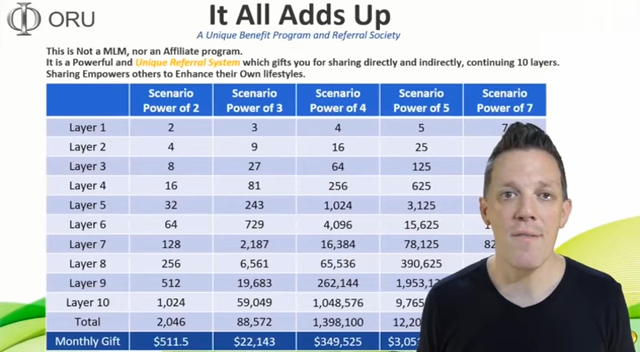 ORU
It All Adds Up
A Unique Benefit Program and Referral Society
This is Not a MLM, nor an Affiliate program.
It is a Powerful and Unique Referral System which gifts you for sharing directly and indirectly, continuing 10 layers.
Sharing Empowers others to Enhance their Own lifestyles.
Scenario Scenario Scenario Scenario Scenario
Power of 2 Power of 3 Power of 4 Power of 5 Power of 7
Layer 1 2 3 4 5 7
Layer 2 4 9 16 25
Layer 3 8 27 64 125
Layer 4 16 81 256 625
Layer 5 32 243 1,024 3,125
Layer 6 64 729 4,096 15,625
Layer 7 128 2,187 16,384 78,125
Layer 8 256 6,561 65,536 390,625
Layer 9 512 19,683 262,144
Layer 10 1,024 59,049 1,048,576
Total 2,046 88,572 1,398,100
Monthly Gift $511.5 $22,143 $349,525